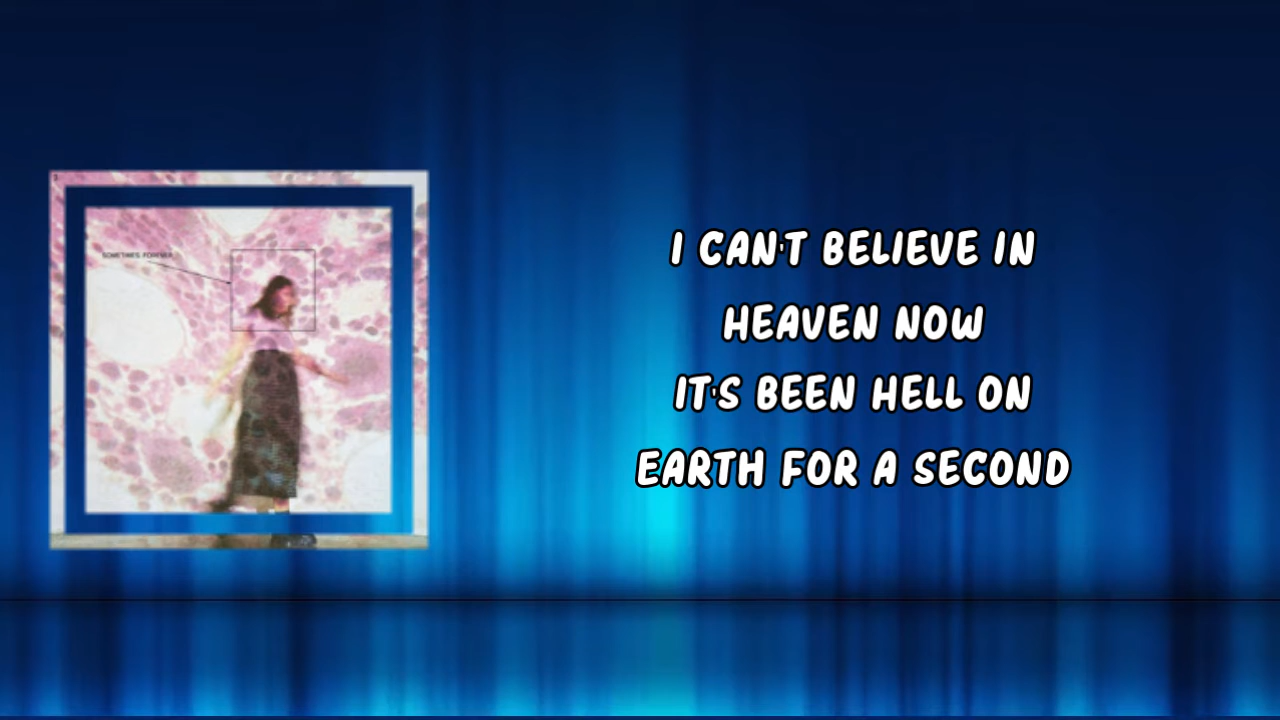 SOMETIMES, FOREVER
I CAN'T BELIEVE IN
HEAVEN NOW
IT'S BEEN HELL ON
EARTH FOR A SECOND